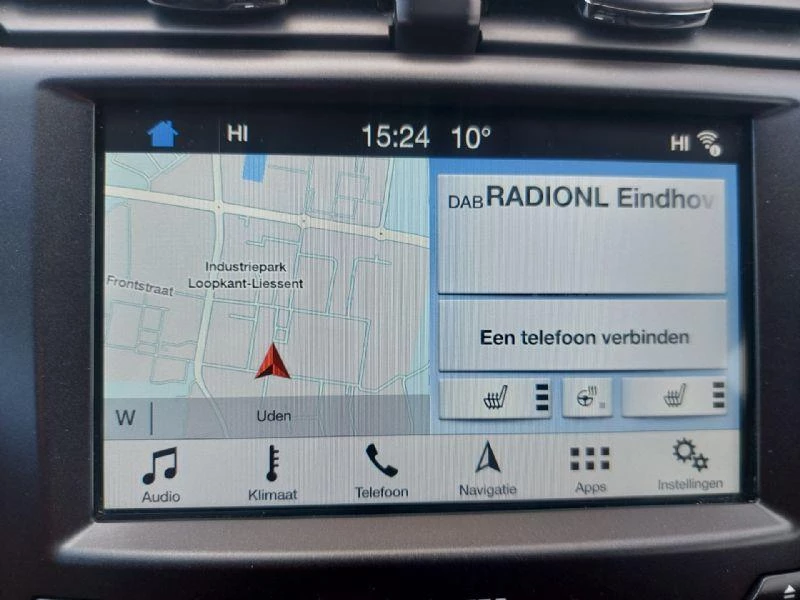 HI 15:24 10° HI
DAB RADIONL Eindhov
Industriepark
Loopkant-Liessent
Frontstraat
Een telefoon verbinden
W Uden
Audio Klimaat Telefoon Navigatie Apps Instellingen